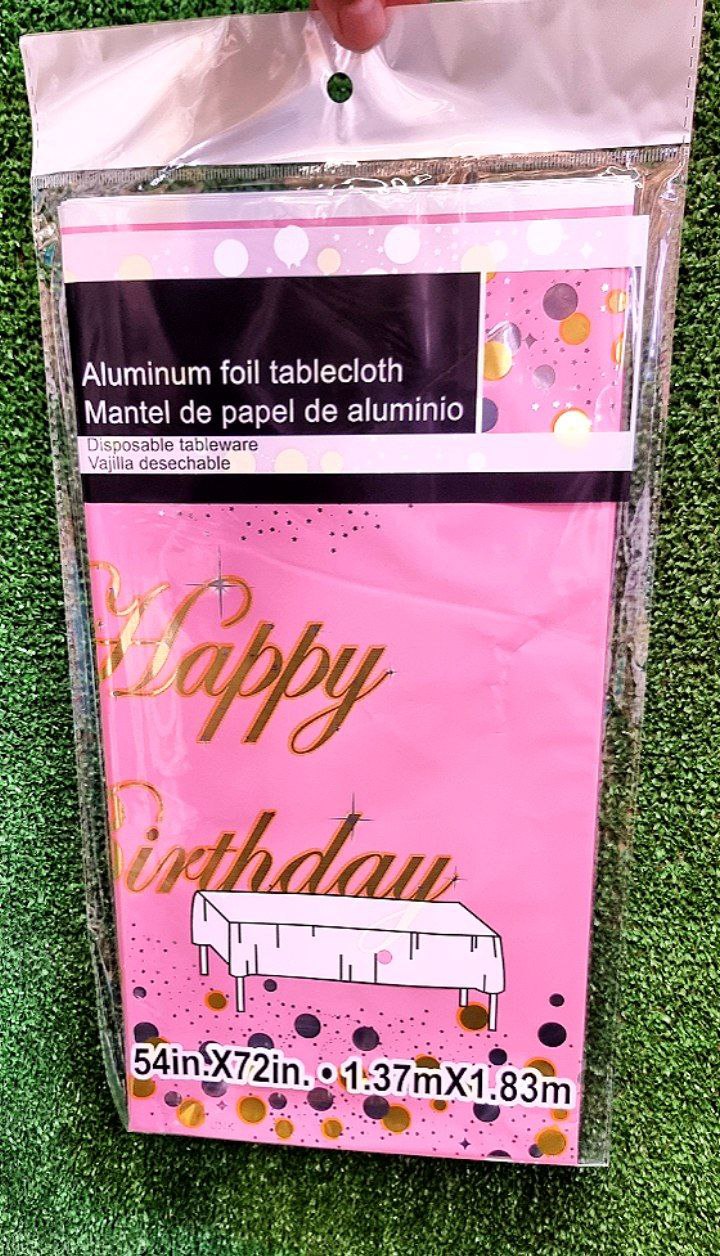 Aluminum foil tablecloth
Mantel de papel de aluminio
Disposable tableware
Vajilla desechable
Happy
Birthday
54in.X72in. • 1.37mX1.83m